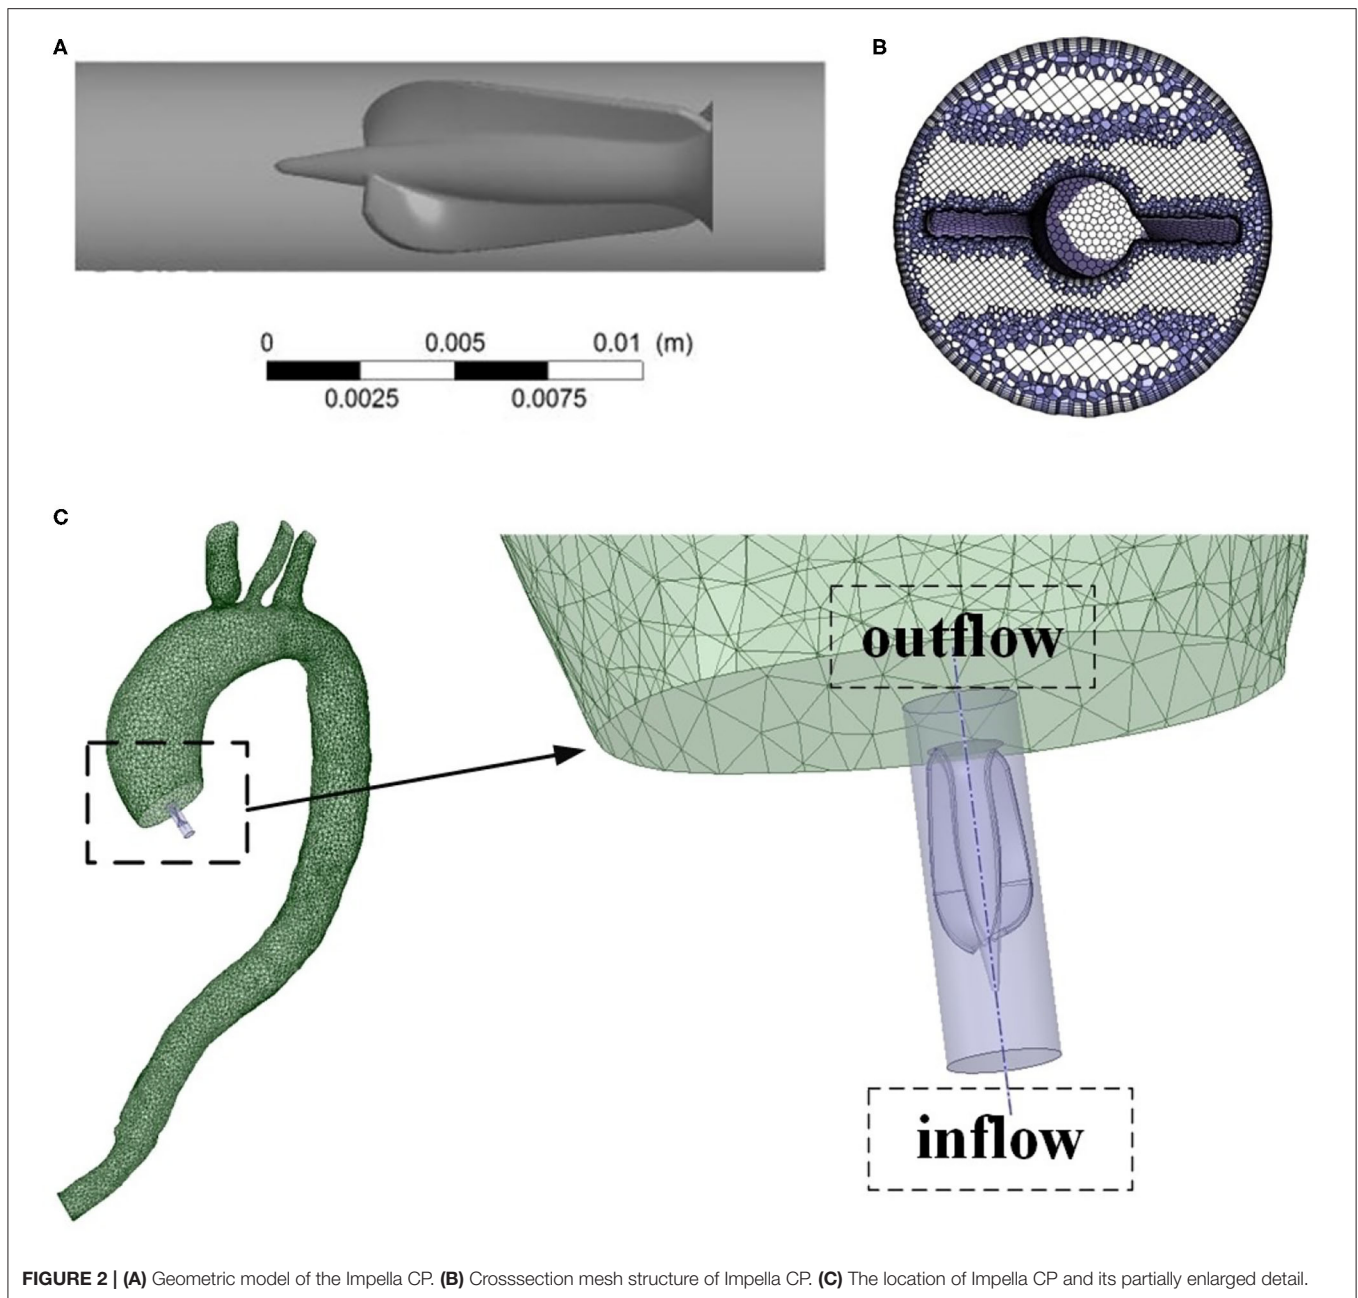 A
B
0 0.005 0.01 (m)
0.0025 0.0075
C
outflow
inflow
FIGURE 2 | (A) Geometric model of the Impella CP. (B) Crosssection mesh structure of Impella CP. (C) The location of Impella CP and its partially enlarged detail.